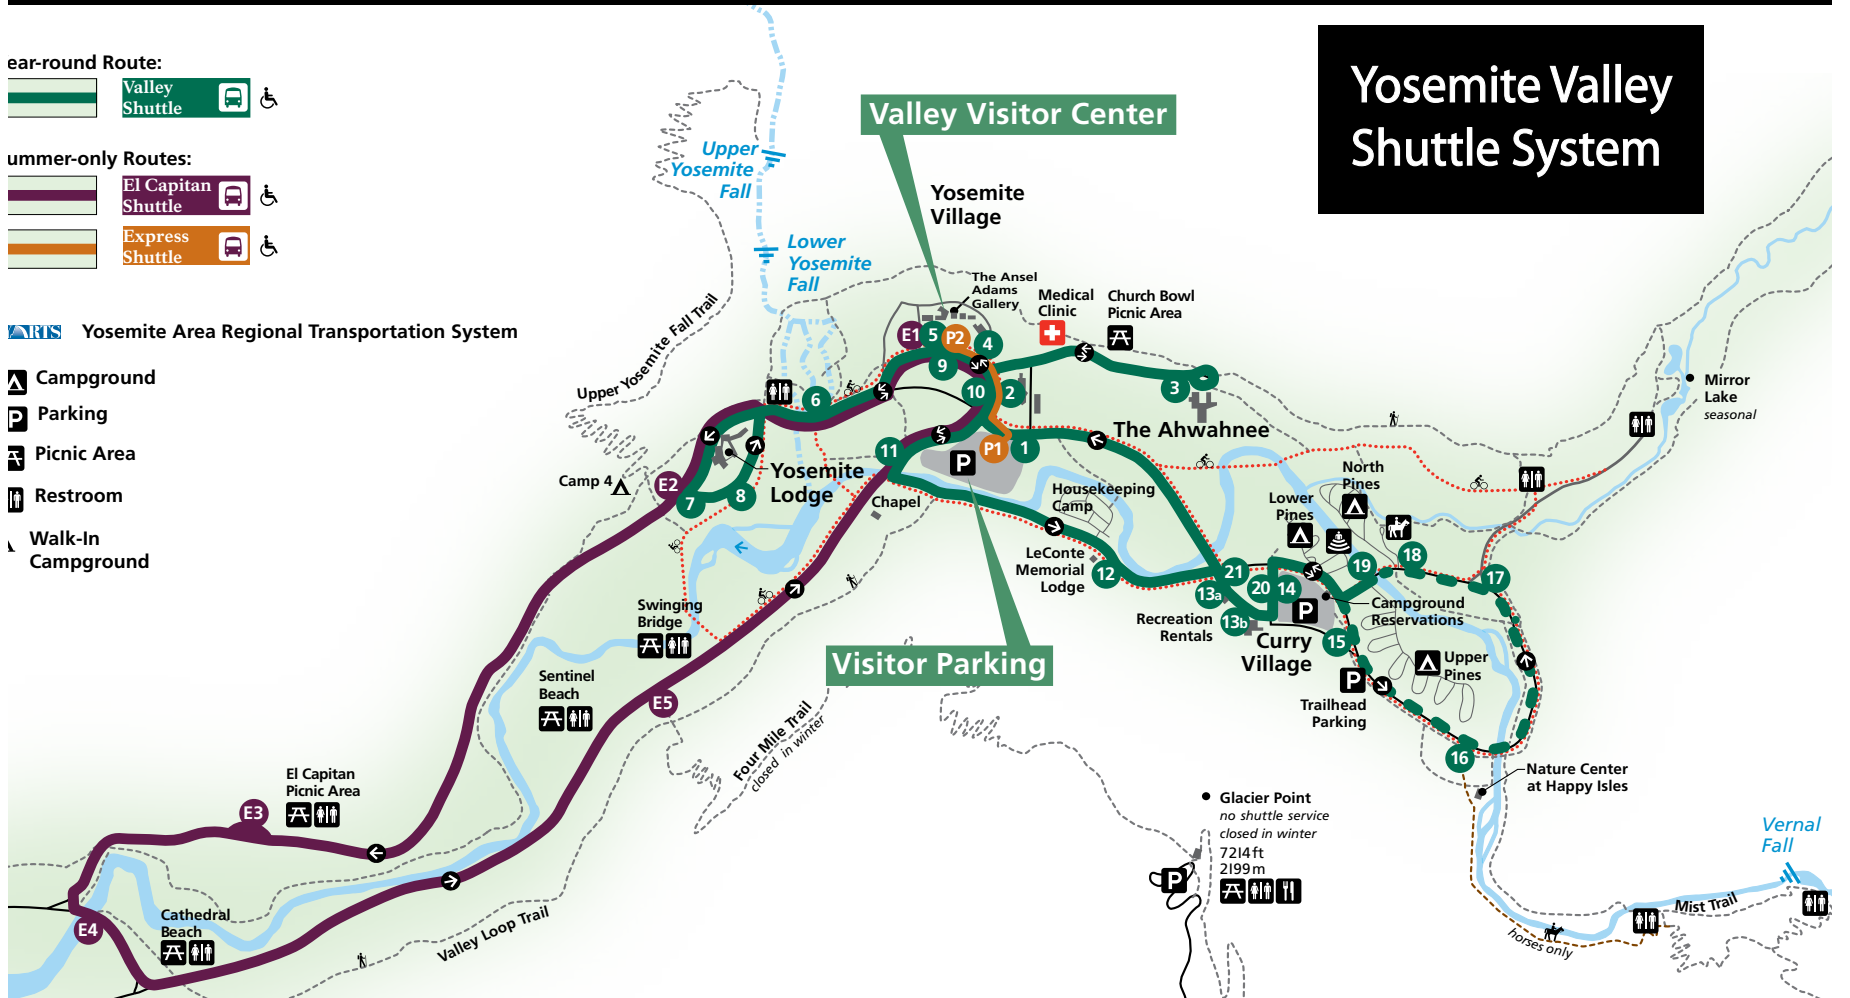 Yosemite Valley
Shuttle System
ear-round Route:
Valley
Shuttle
ummer-only Routes:
El Capitan
Shuttle
Express
Shuttle
ARTS Yosemite Area Regional Transportation System
Campground
P Parking
Picnic Area
Restroom
Walk-In
Campground
Valley Visitor Center
Yosemite
Village
Upper
Yosemite
Fall
Lower
Yosemite
Fall
Upper Yosemite Fall Trail
The Ansel
Adams
Gallery
Medical
Clinic
Church Bowl
Picnic Area
E1
5
P2
4
9
10
2
3
6
The Ahwahnee
P1
1
11
P
Mirror
Lake
seasonal
Camp 4
E2
7
8
Yosemite
Lodge
Chapel
Housekeeping
Camp
North
Pines
Lower
Pines
LeConte
Memorial
Lodge
12
21
13a
13b
20
14
P
19
18
17
Recreation
Rentals
Curry
Village
15
Campground
Reservations
Upper
Pines
P
Trailhead
Parking
16
Nature Center
at Happy Isles
Swinging
Bridge
Visitor Parking
Sentinel
Beach
E5
Four Mile Trail
closed in winter
El Capitan
Picnic Area
E3
E4
Cathedral
Beach
Valley Loop Trail
Glacier Point
no shuttle service
closed in winter
7214 ft
2199 m
P
Vernal
Fall
Mist Trail
horses only